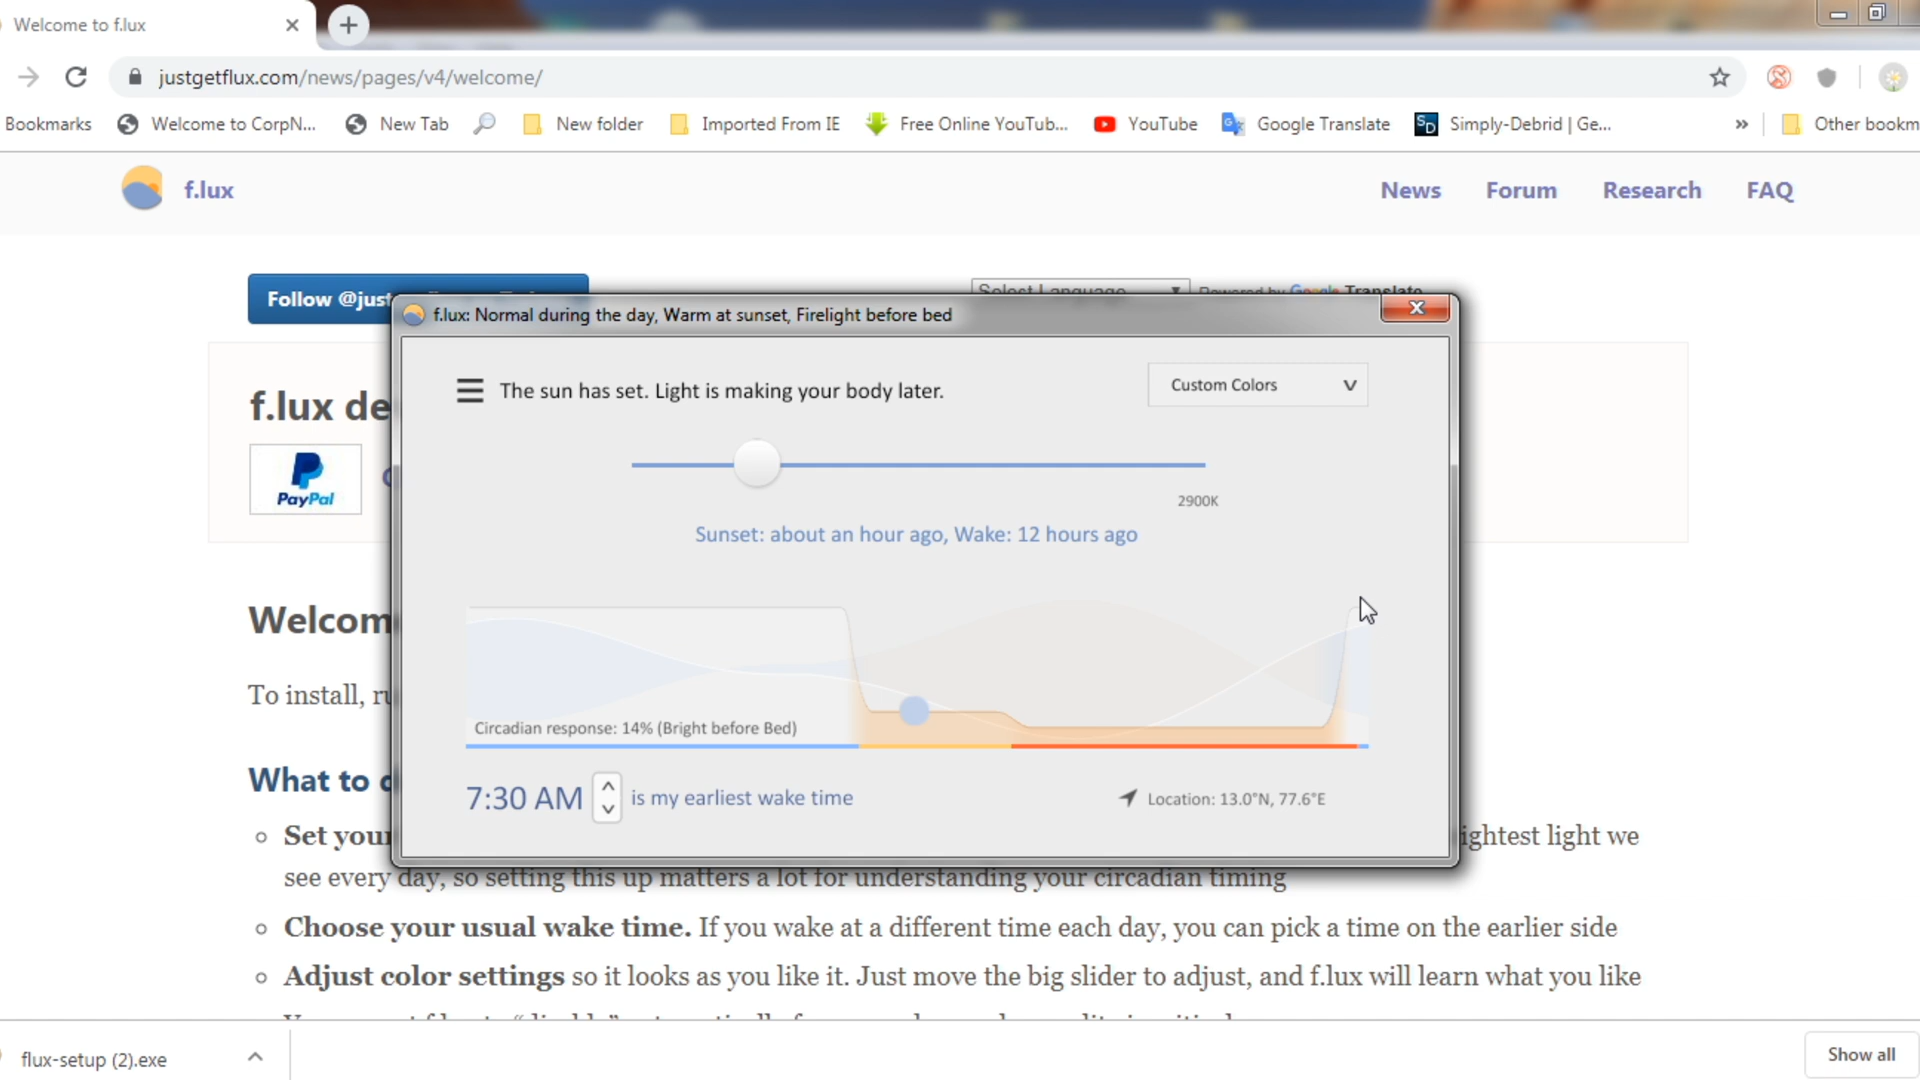 Welcome to f.lux
justgetflux.com/news/pages/v4/welcome/
Bookmarks
Welcome to CorpN...
New Tab
New folder
Imported From IE
Free Online YouTub...
YouTube
Google Translate
Simply-Debrid | Ge...
»
Other bookm
f.lux
News
Forum
Research
FAQ
Follow @just
Select Language
Powered by Google Translate
f.lux: Normal during the day, Warm at sunset, Firelight before bed
The sun has set. Light is making your body later.
Custom Colors
f.lux de
PayPal
2900K
Sunset: about an hour ago, Wake: 12 hours ago
Welcom
To install, ru
Circadian response: 14% (Bright before Bed)
What to d
7:30 AM
is my earliest wake time
Location: 13.0°N, 77.6°E
Set your
ightest light we
see every day, so setting this up matters a lot for understanding your circadian timing
Choose your usual wake time. If you wake at a different time each day, you can pick a time on the earlier side
Adjust color settings so it looks as you like it. Just move the big slider to adjust, and f.lux will learn what you like
flux-setup (2).exe
Show all